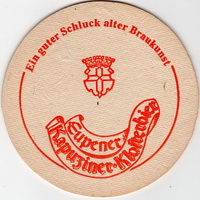 Ein guter Schluck alter Braukunst
Eupener
Kapuziner-Klosterbier